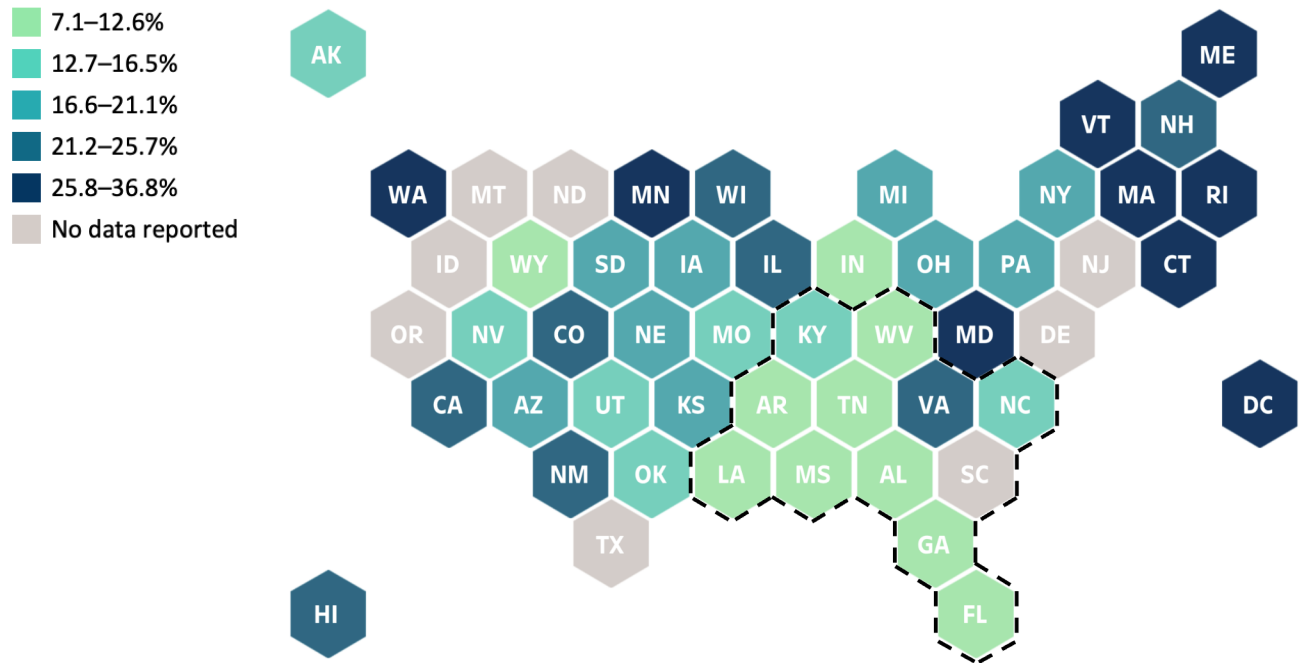 7.1–12.6%
12.7–16.5%
16.6–21.1%
21.2–25.7%
25.8–36.8%
No data reported
AK
ME
VT NH
WA MT ND MN WI MI NY MA RI
ID WY SD IA IL IN OH PA NJ CT
OR NV CO NE MO KY WV MD DE
CA AZ UT KS AR TN VA NC DC
NM OK LA MS AL SC
TX GA
HI FL